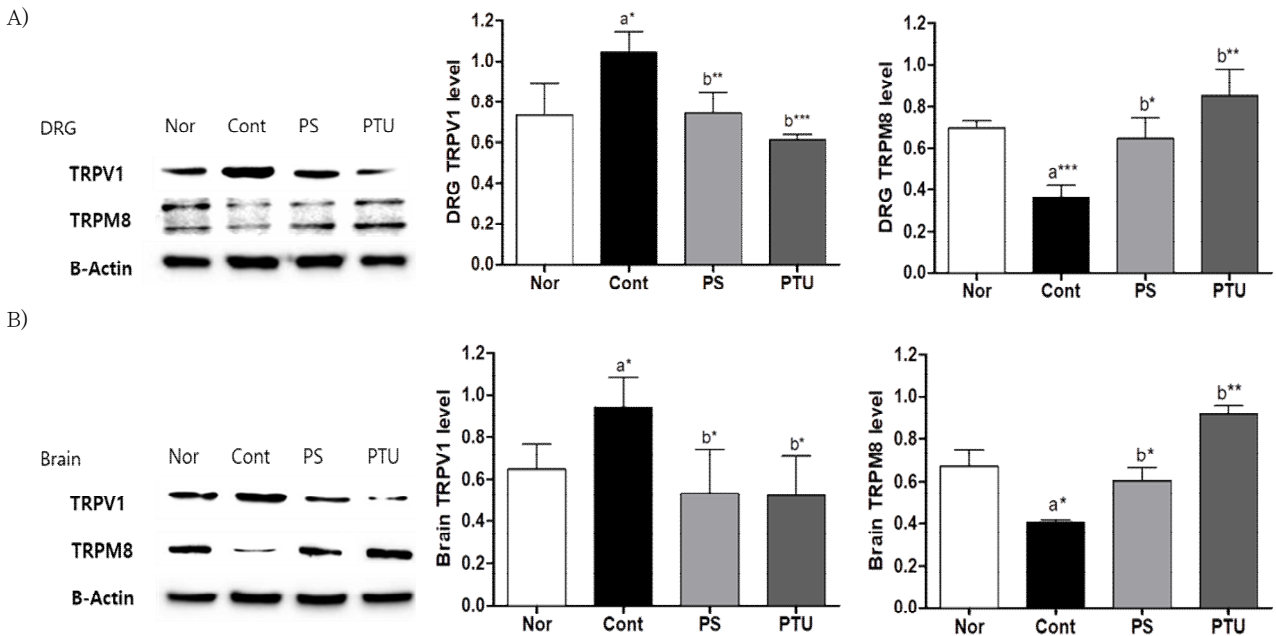 A)
DRG Nor Cont PS PTU
TRPV1
TRPM8
B-Actin
DRG TRPV1 level
1.2
1.0
0.8
0.6
0.4
0.2
0.0
a*
b**
b***
Nor Cont PS PTU
DRG TRPM8 level
1.2
1.0
0.8
0.6
0.4
0.2
0.0
a***
b*
b**
Nor Cont PS PTU
B)
Brain Nor Cont PS PTU
TRPV1
TRPM8
B-Actin
Brain TRPV1 level
1.2
1.0
0.8
0.6
0.4
0.2
0.0
a*
b*
b*
Nor Cont PS PTU
Brain TRPM8 level
1.2
1.0
0.8
0.6
0.4
0.2
0.0
a*
b*
b**
Nor Cont PS PTU